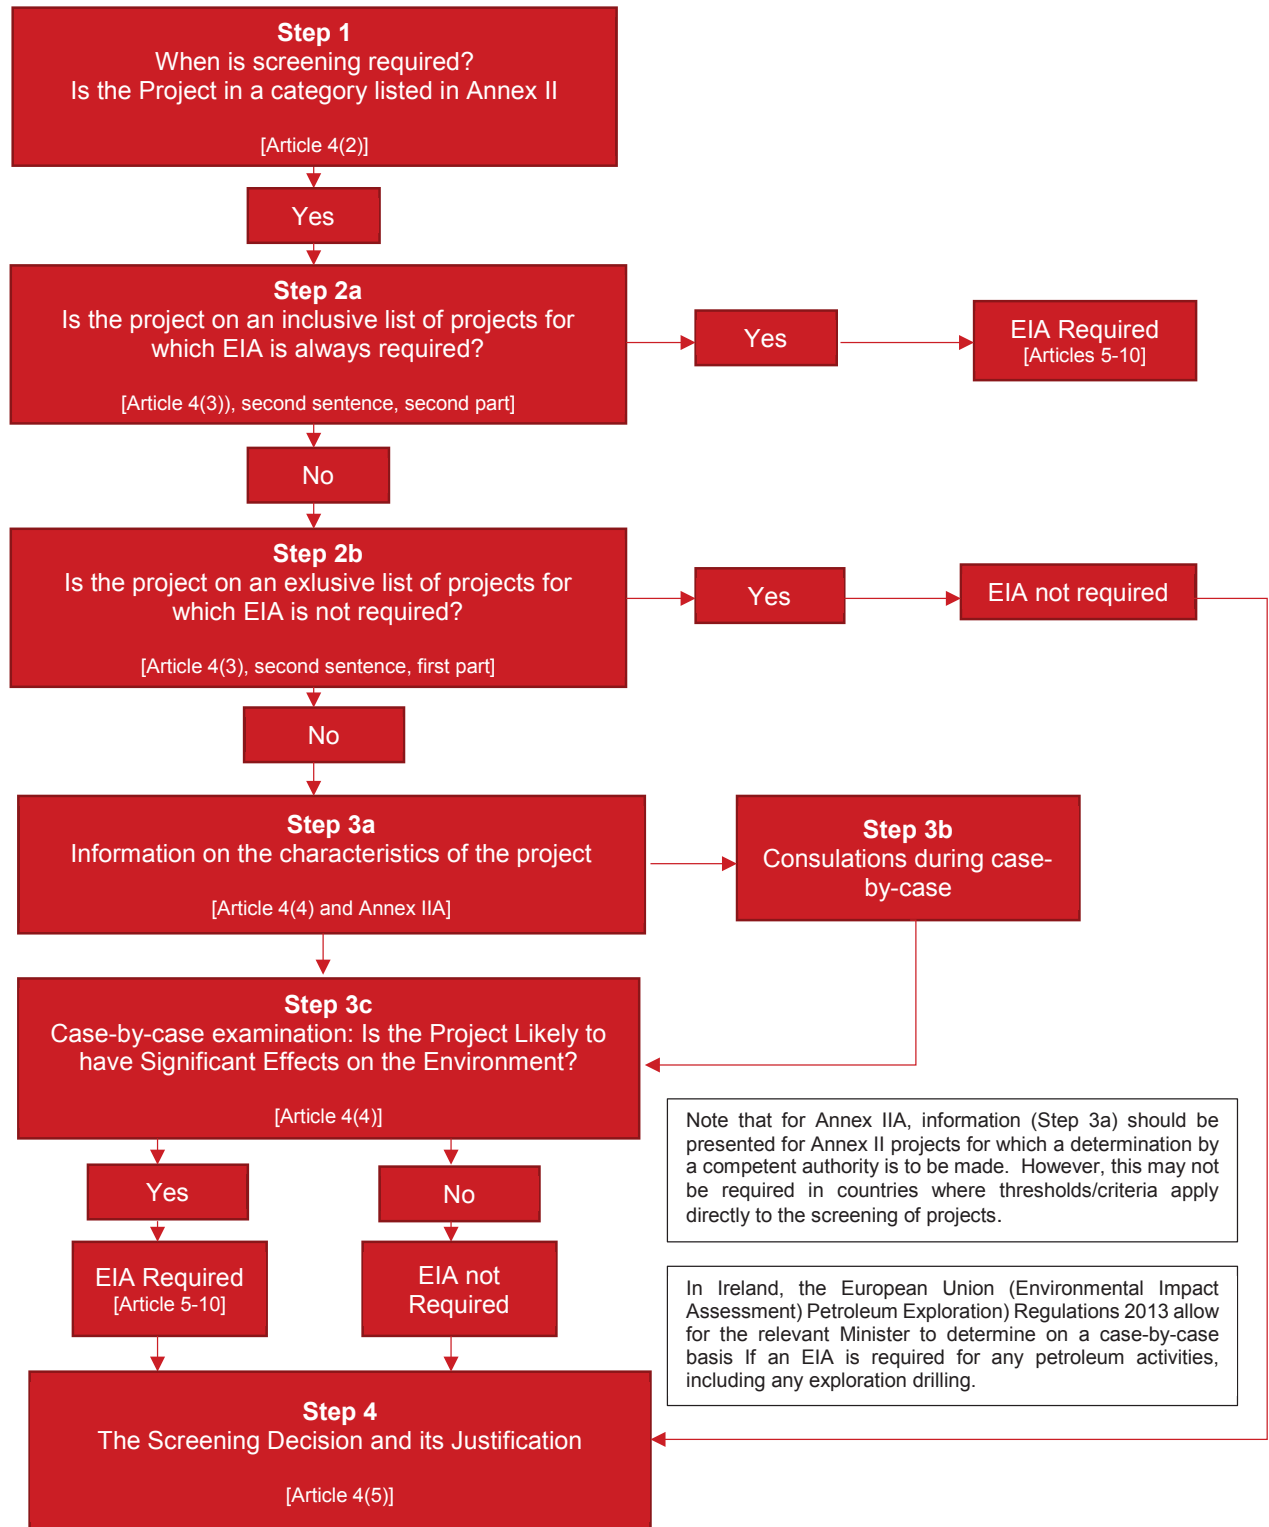 Step 1
When is screening required?
Is the Project in a category listed in Annex II
[Article 4(2)]
Yes
Step 2a
Is the project on an inclusive list of projects for
which EIA is always required?
[Article 4(3)), second sentence, second part]
Yes
EIA Required
[Articles 5-10]
No
Step 2b
Is the project on an exlusive list of projects for
which EIA is not required?
[Article 4(3), second sentence, first part]
Yes
EIA not required
No
Step 3a
Information on the characteristics of the project
[Article 4(4) and Annex IIA]
Step 3b
Consulations during case-
by-case
Step 3c
Case-by-case examination: Is the Project Likely to
have Significant Effects on the Environment?
[Article 4(4)]
Note that for Annex IIA, information (Step 3a) should be
presented for Annex II projects for which a determination by
a competent authority is to be made. However, this may not
be required in countries where thresholds/criteria apply
directly to the screening of projects.
Yes
No
EIA Required
[Article 5-10]
EIA not
Required
In Ireland, the European Union (Environmental Impact
Assessment) Petroleum Exploration) Regulations 2013 allow
for the relevant Minister to determine on a case-by-case
basis If an EIA is required for any petroleum activities,
including any exploration drilling.
Step 4
The Screening Decision and its Justification
[Article 4(5)]